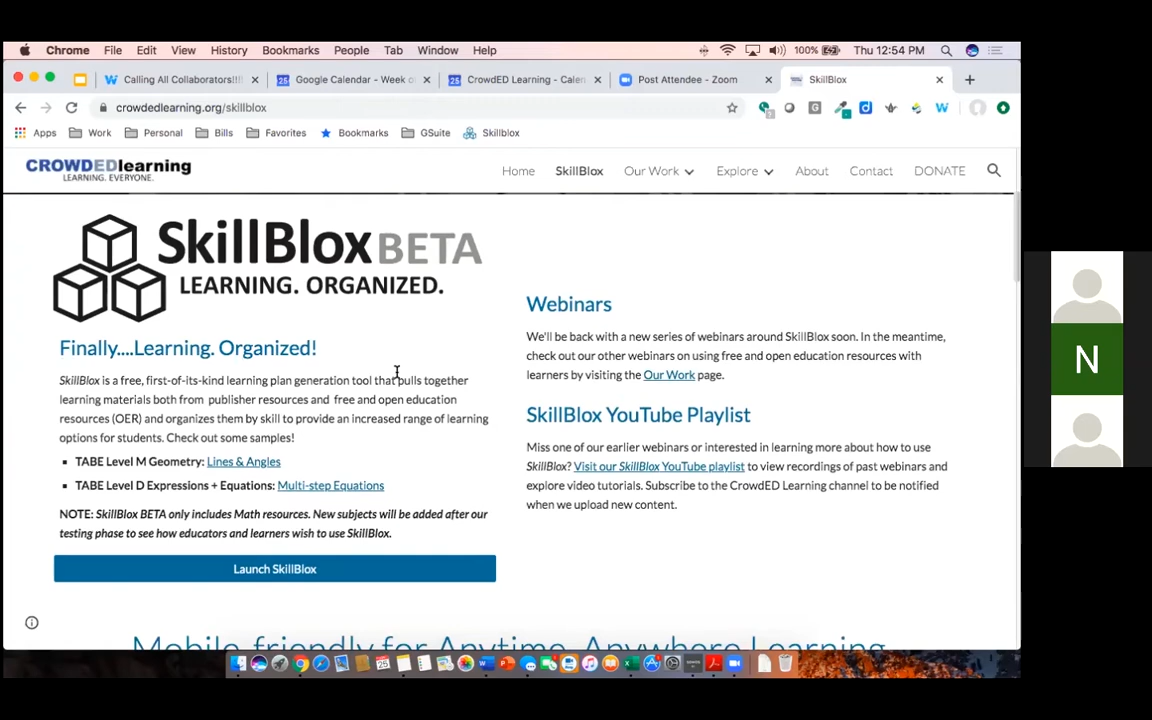 Chrome File Edit View History Bookmarks People Tab Window Help 100% Thu 12:54 PM
Calling All Collaborators!!!! Google Calendar - Week o CrowdED Learning - Calen Post Attendee - Zoom SkillBlox
crowdedlearning.org/skillblox
Apps Work Personal Bills Favorites Bookmarks GSuite Skillblox
CROWDEDlearning
LEARNING. EVERYONE.
Home SkillBlox Our Work Explore About Contact DONATE
SkillBlox BETA
LEARNING. ORGANIZED.
Finally....Learning. Organized!
SkillBlox is a free, first-of-its-kind learning plan generation tool that pulls together
learning materials both from publisher resources and free and open education
resources (OER) and organizes them by skill to provide an increased range of learning
options for students. Check out some samples!
TABE Level M Geometry: Lines & Angles
TABE Level D Expressions + Equations: Multi-step Equations
NOTE: SkillBlox BETA only includes Math resources. New subjects will be added after our
testing phase to see how educators and learners wish to use SkillBlox.
Launch SkillBlox
Webinars
We'll be back with a new series of webinars around SkillBlox soon. In the meantime,
check out our other webinars on using free and open education resources with
learners by visiting the Our Work page.
SkillBlox YouTube Playlist
Miss one of our earlier webinars or interested in learning more about how to use
SkillBlox? Visit our SkillBlox YouTube playlist to view recordings of past webinars and
explore video tutorials. Subscribe to the CrowdED Learning channel to be notified
when we upload new content.
Mobile-friendly for Anytime, Anywhere Learning
N